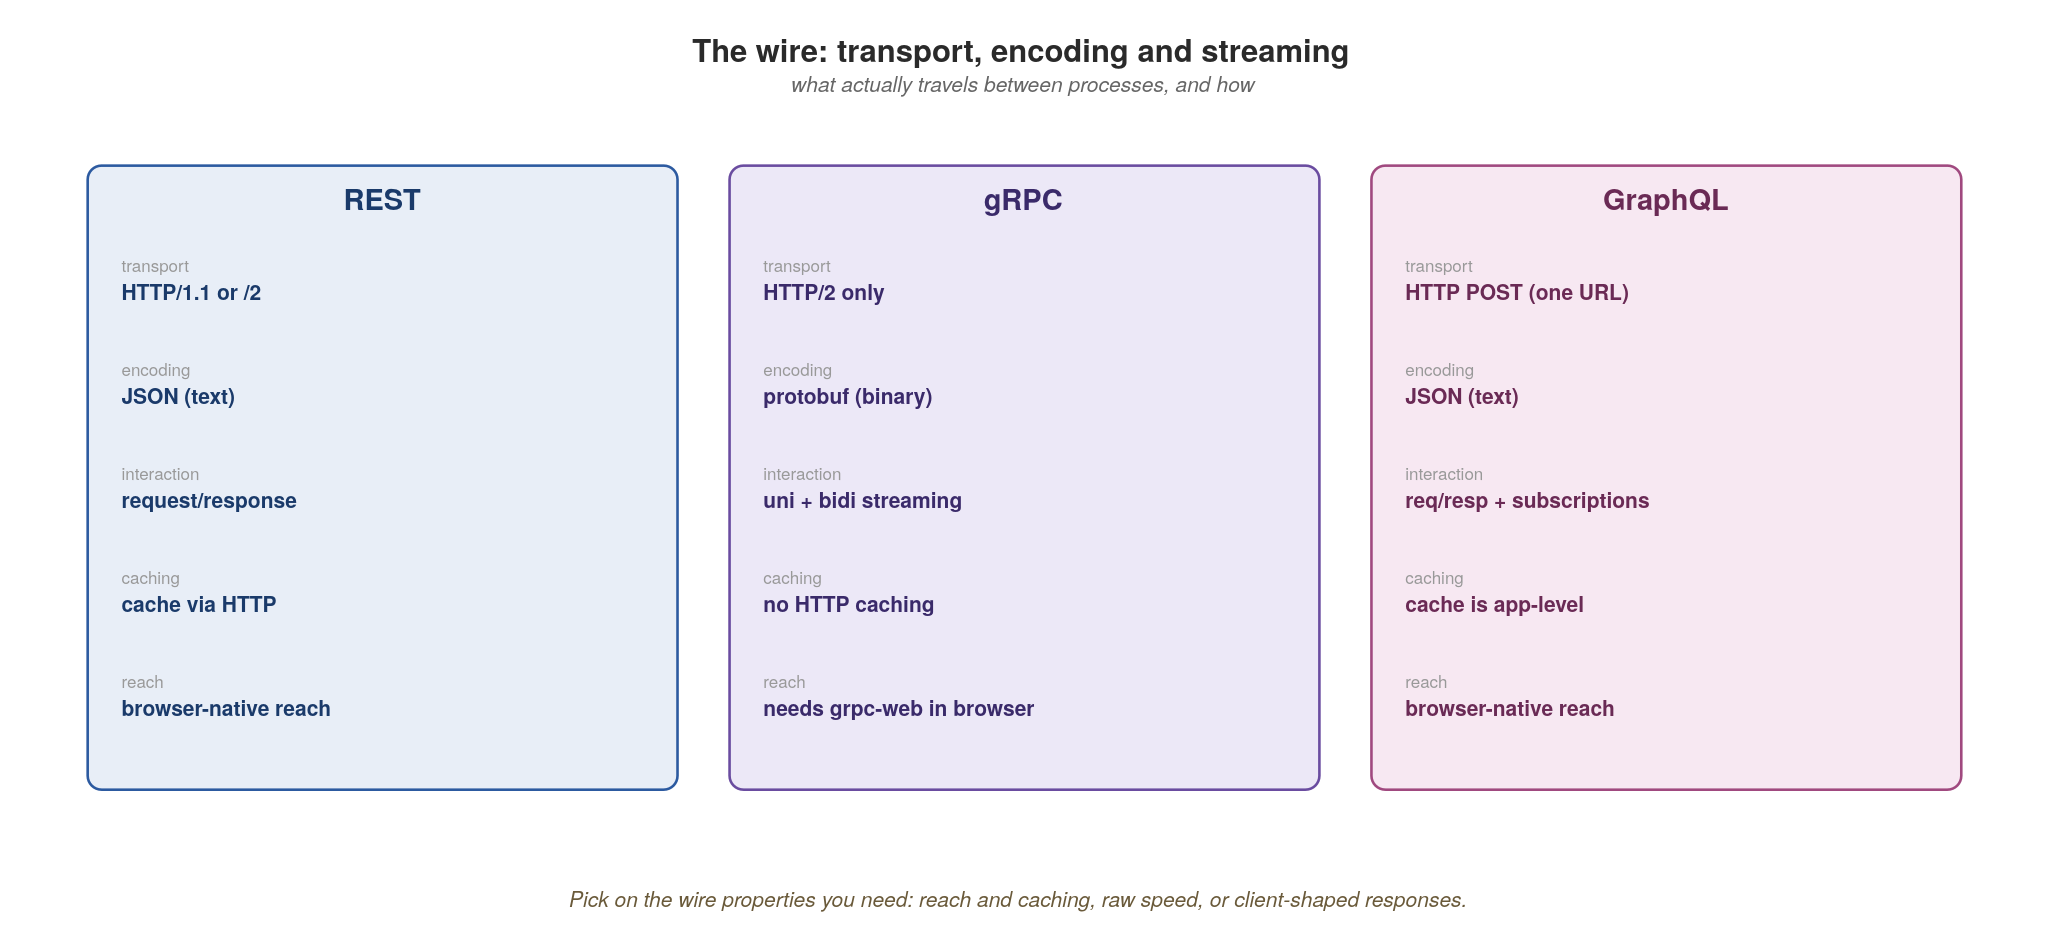 The wire: transport, encoding and streaming
what actually travels between processes, and how
REST
transport
HTTP/1.1 or /2
encoding
JSON (text)
interaction
request/response
caching
cache via HTTP
reach
browser-native reach
gRPC
transport
HTTP/2 only
encoding
protobuf (binary)
interaction
uni + bidi streaming
caching
no HTTP caching
reach
needs grpc-web in browser
GraphQL
transport
HTTP POST (one URL)
encoding
JSON (text)
interaction
req/resp + subscriptions
caching
cache is app-level
reach
browser-native reach
Pick on the wire properties you need: reach and caching, raw speed, or client-shaped responses.